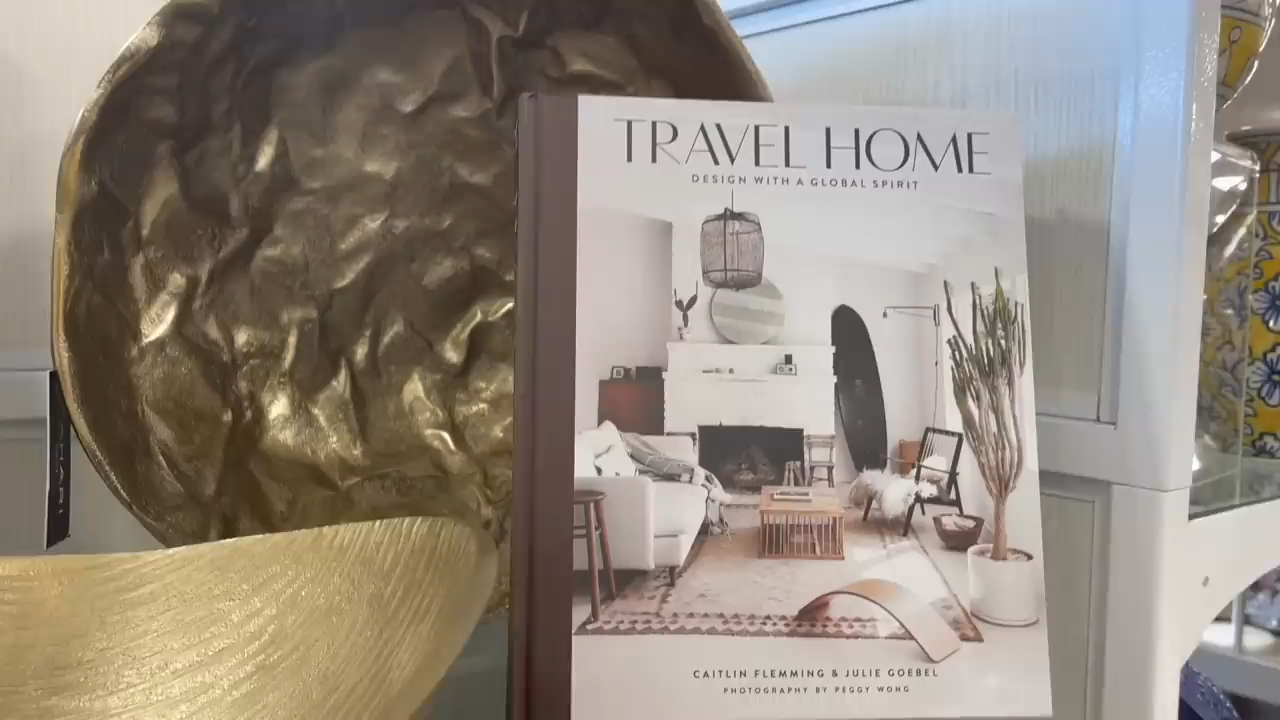 TRAVEL HOME
DESIGN WITH A GLOBAL SPIRIT
CAITLIN FLEMMING & JULIE GOEBEL
PHOTOGRAPHY BY PEGGY WONG